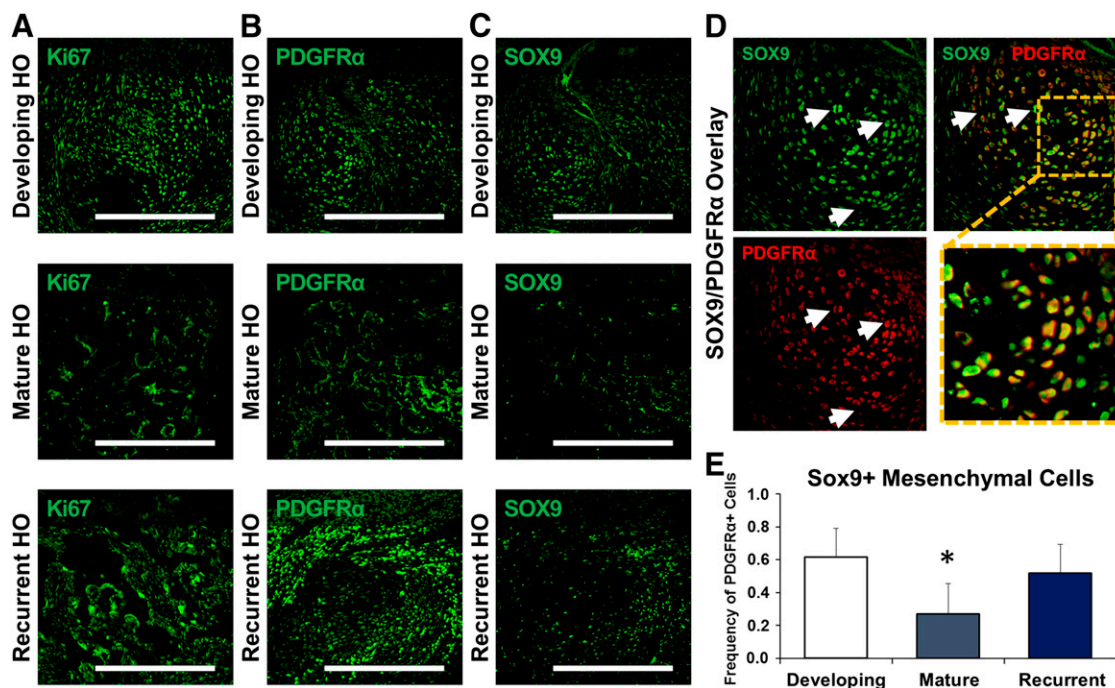 A
B
C
D
Developing HO
Ki67
Developing HO
PDGFRα
Developing HO
SOX9
Mature HO
Ki67
Mature HO
PDGFRα
Mature HO
SOX9
Recurrent HO
Ki67
Recurrent HO
PDGFRα
Recurrent HO
SOX9
SOX9/PDGFRα Overlay
SOX9
SOX9 PDGFRα
PDGFRα
E
Sox9+ Mesenchymal Cells
Frequency of PDGFRα+ Cells
1.0
0.8
0.6
0.4
0.2
0.0
*
Developing Mature Recurrent